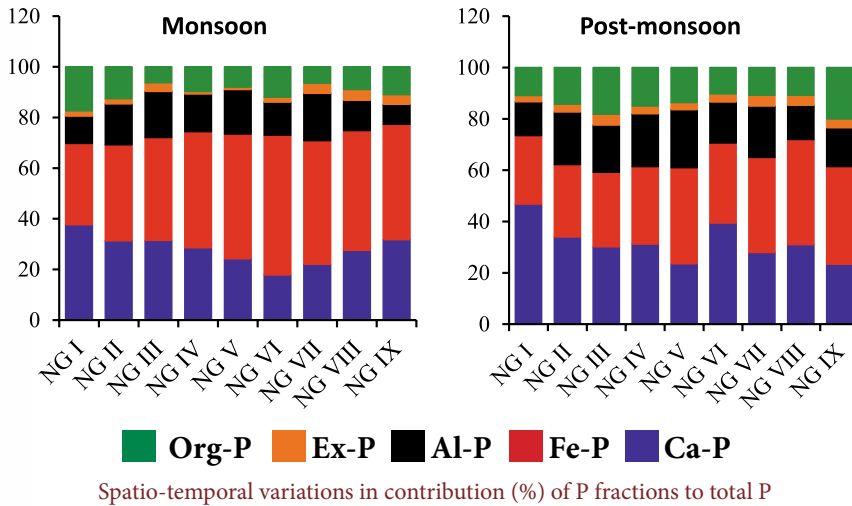 Monsoon
120
100
80
60
40
20
0
NG I NG II NG III NG IV NG V NG VI NG VII NG VIII NG IX
Post-monsoon
120
100
80
60
40
20
0
NG I NG II NG III NG IV NG V NG VI NG VII NG VIII NG IX
Org-P Ex-P Al-P Fe-P Ca-P
Spatio-temporal variations in contribution (%) of P fractions to total P